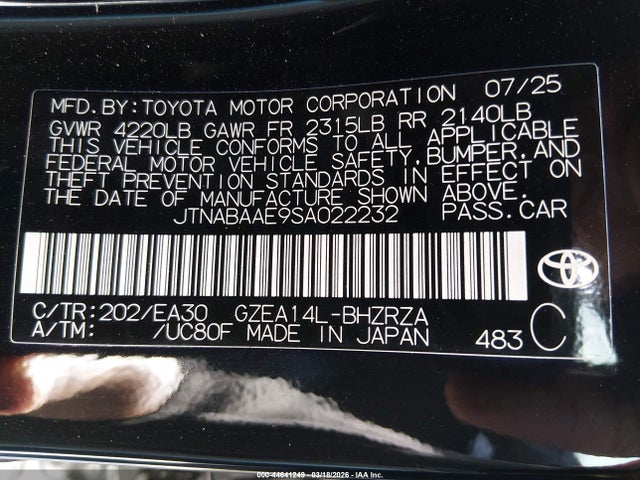 MFD.BY:TOYOTA MOTOR CORPORATION 07/25
GVWR 4220LB GAWR FR 2315LB RR 2140LB
THIS VEHICLE CONFORMS TO ALL APPLICABLE
FEDERAL MOTOR VEHICLE SAFETY,BUMPER,AND
THEFT PREVENTION STANDARDS IN EFFECT ON
THE DATE OF MANUFACTURE SHOWN ABOVE.
JTNABAAE9SA022232 PASS.CAR
C/TR:202/EA30 GZEA14L-BHZRZA
A/TM: /UC80F MADE IN JAPAN 483 C
000-44641249 - 03/18/2026 - IAA Inc.